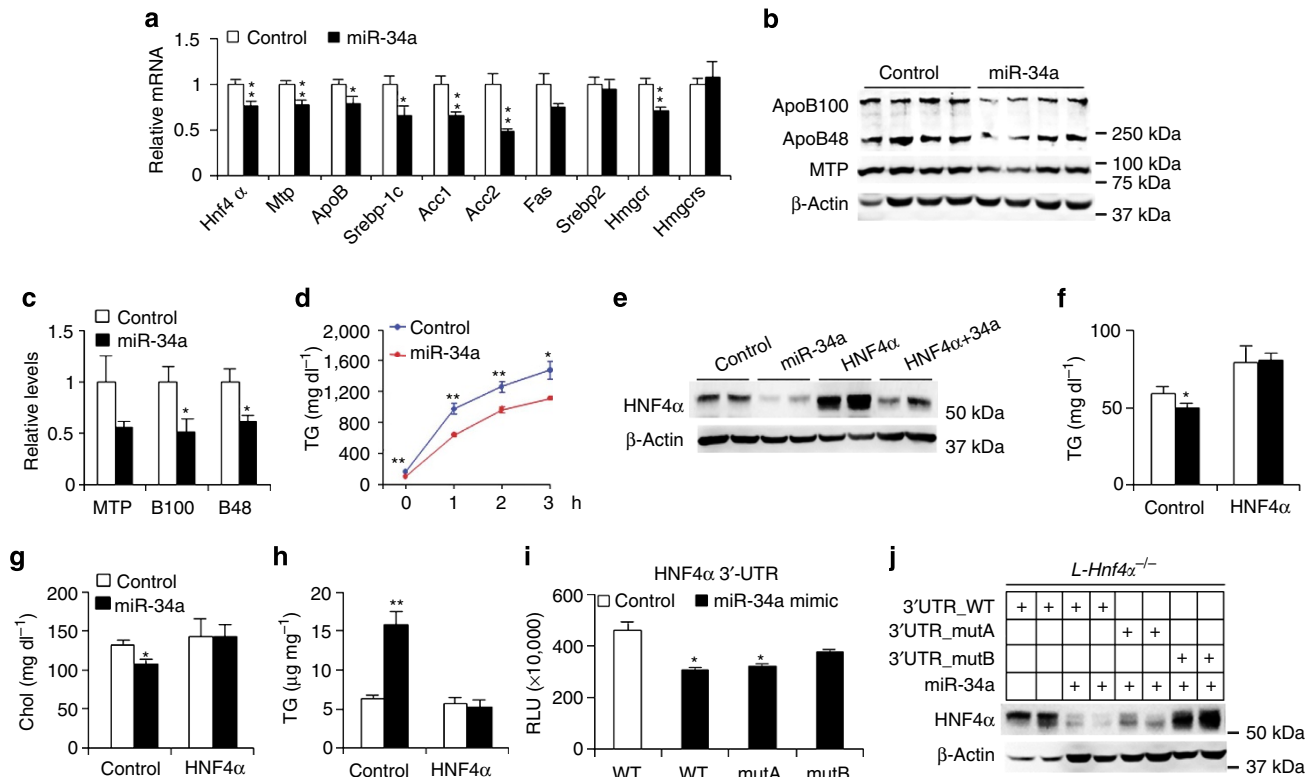 a
Control miR-34a
Relative mRNA
1.5
1
0.5
0
** ** * * ** ** **
Hnf4 α Mtp ApoB Srebp-1c Acc1 Acc2 Fas Srebp2 Hmgcr Hmgcrs
b
Control miR-34a
ApoB100
ApoB48
MTP
β-Actin
250 kDa
100 kDa
75 kDa
37 kDa
c
Control
miR-34a
Relative levels
1.5
1
0.5
0
* *
MTP B100 B48
d
Control
miR-34a
TG (mg dl⁻¹)
2,000
1,600
1,200
800
400
0
** ** ** *
0 1 2 3 h
e
Control miR-34a HNF4α HNF4α+34a
HNF4α
β-Actin
50 kDa
37 kDa
f
TG (mg dl⁻¹)
100
50
0
*
Control HNF4α
g
Control
miR-34a
Chol (mg dl⁻¹)
200
150
100
50
0
*
Control HNF4α
h
TG (μg mg⁻¹)
20
15
10
5
0
**
Control HNF4α
i
HNF4α 3′-UTR
Control miR-34a mimic
RLU (×10,000)
600
400
200
0
* *
WT WT mutA mutB
j
L-Hnf4α⁻/⁻
3′UTR_WT + + + +
3′UTR_mutA + +
3′UTR_mutB + +
miR-34a + + + + + +
HNF4α
β-Actin
50 kDa
37 kDa